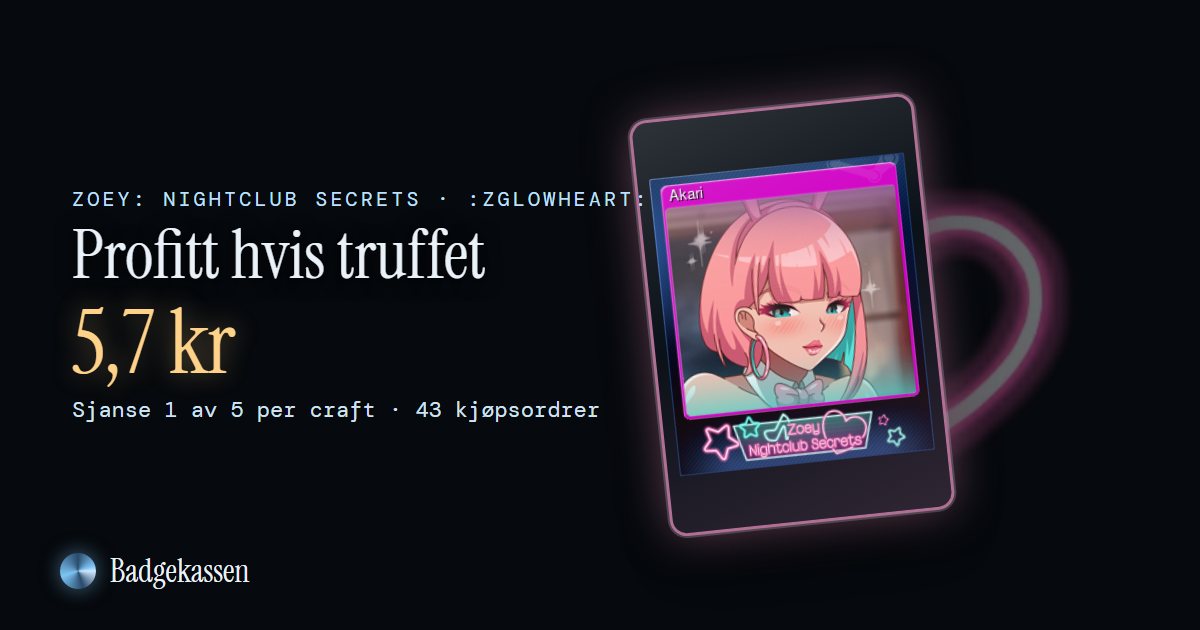 ZOEY: NIGHTCLUB SECRETS · :ZGLOWHEART:
Profitt hvis truffet
5,7 kr
Sjanse 1 av 5 per craft · 43 kjøpsordrer
Akari
Zoey
Nightclub Secrets
Badgekassen